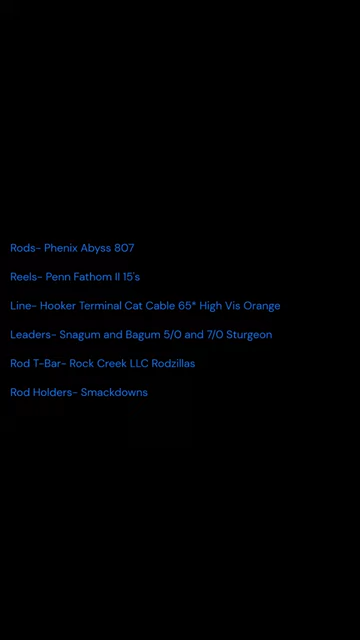 Rods- Phenix Abyss 807
Reels- Penn Fathom II 15's
Line- Hooker Terminal Cat Cable 65* High Vis Orange
Leaders- Snagum and Bagum 5/0 and 7/0 Sturgeon
Rod T-Bar- Rock Creek LLC Rodzillas
Rod Holders- Smackdowns